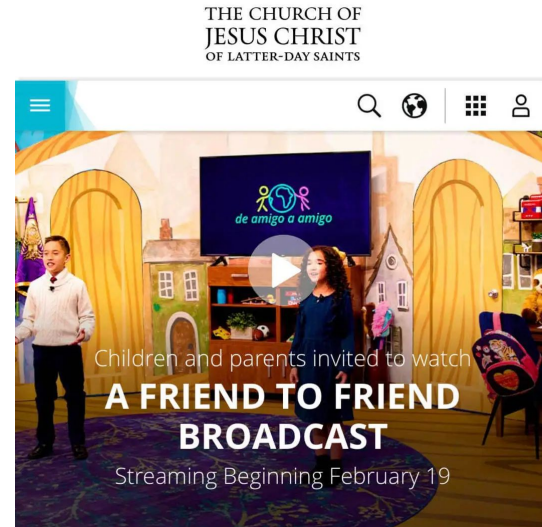 THE CHURCH OF
JESUS CHRIST
OF LATTER-DAY SAINTS
de amigo a amigo
Children and parents invited to watch
A FRIEND TO FRIEND
BROADCAST
Streaming Beginning February 19